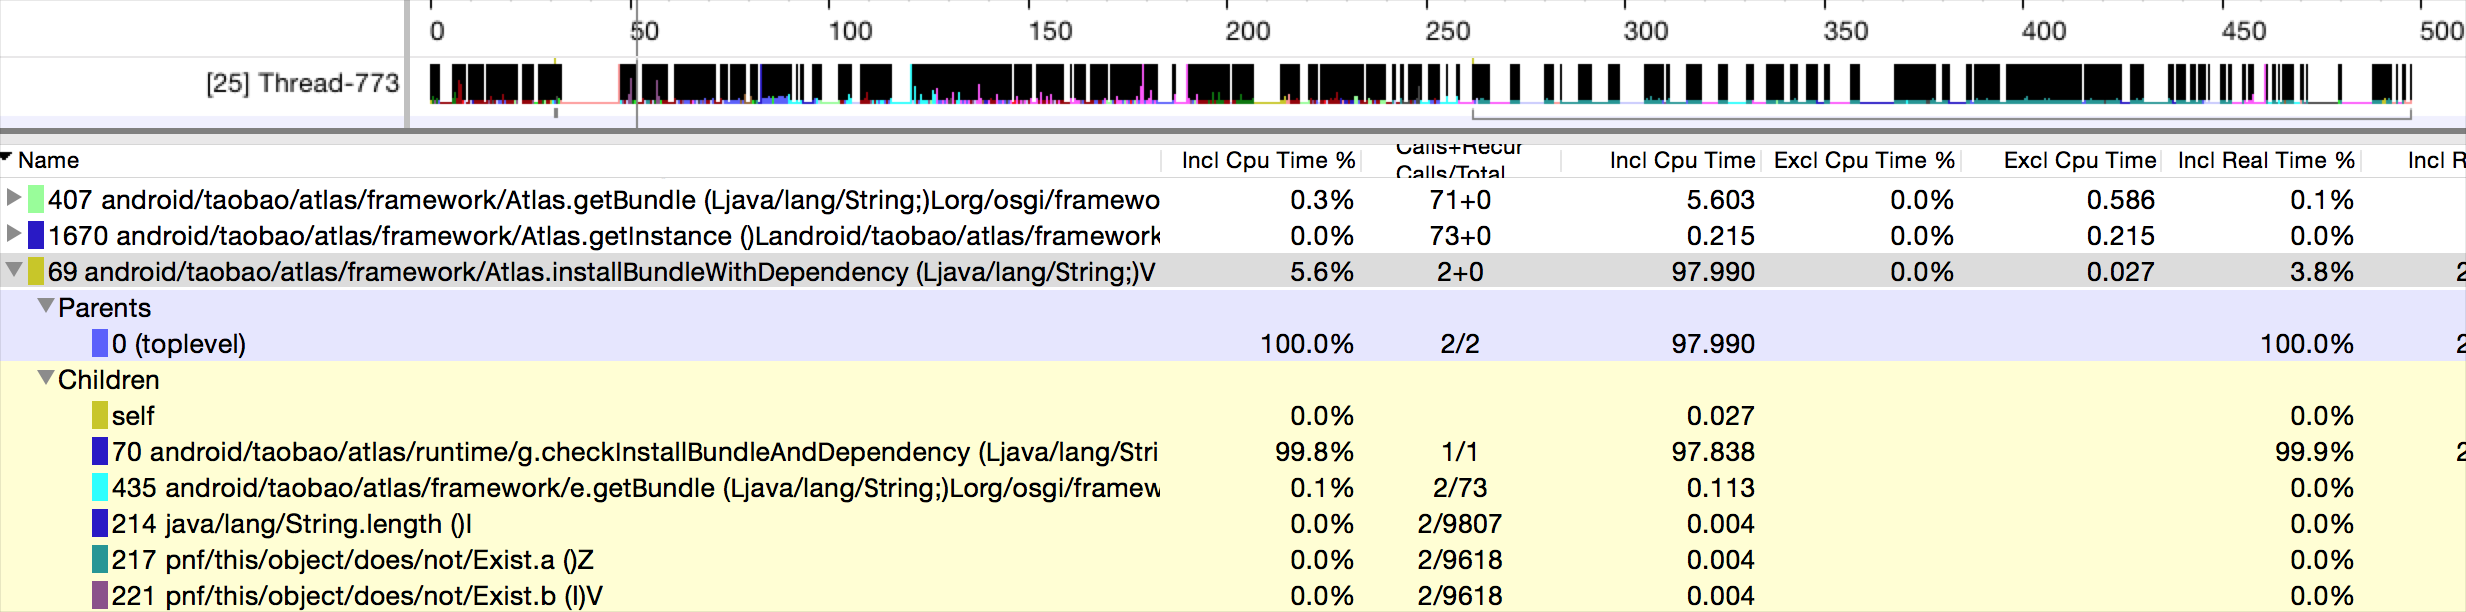 0 50 100 150 200 250 300 350 400 450 500
[25] Thread-773
Name Incl Cpu Time % Calls+Recur Calls/Total Incl Cpu Time Excl Cpu Time % Excl Cpu Time Incl Real Time % Incl R
407 android/taobao/atlas/framework/Atlas.getBundle (Ljava/lang/String;)Lorg/osgi/framewo 0.3% 71+0 5.603 0.0% 0.586 0.1%
1670 android/taobao/atlas/framework/Atlas.getInstance ()Landroid/taobao/atlas/framework 0.0% 73+0 0.215 0.0% 0.215 0.0%
69 android/taobao/atlas/framework/Atlas.installBundleWithDependency (Ljava/lang/String;)V 5.6% 2+0 97.990 0.0% 0.027 3.8% 2
Parents
0 (toplevel) 100.0% 2/2 97.990 100.0% 2
Children
self 0.0% 0.027 0.0%
70 android/taobao/atlas/runtime/g.checkInstallBundleAndDependency (Ljava/lang/Stri 99.8% 1/1 97.838 99.9% 2
435 android/taobao/atlas/framework/e.getBundle (Ljava/lang/String;)Lorg/osgi/framew 0.1% 2/73 0.113 0.0%
214 java/lang/String.length ()I 0.0% 2/9807 0.004 0.0%
217 pnf/this/object/does/not/Exist.a ()Z 0.0% 2/9618 0.004 0.0%
221 pnf/this/object/does/not/Exist.b (I)V 0.0% 2/9618 0.004 0.0%